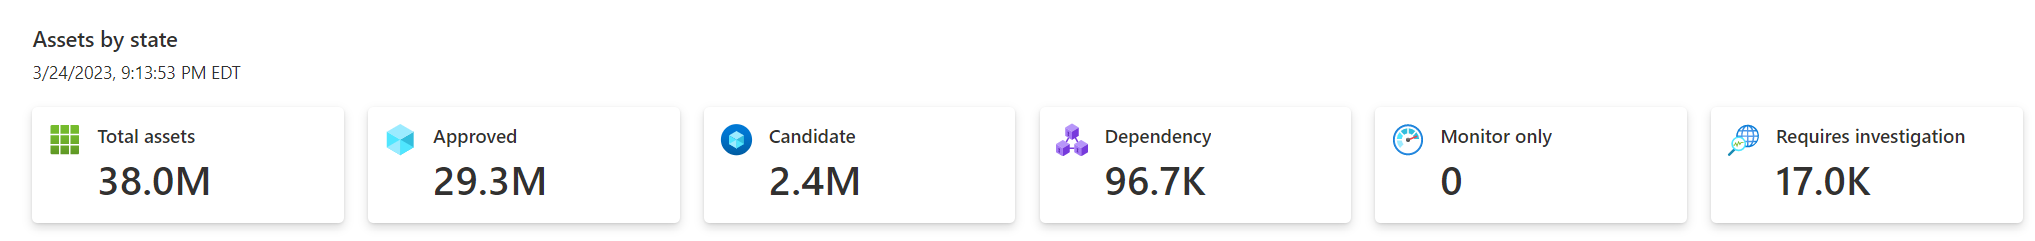 Assets by state
3/24/2023, 9:13:53 PM EDT
Total assets
38.0M
Approved
29.3M
Candidate
2.4M
Dependency
96.7K
Monitor only
0
Requires investigation
17.0K